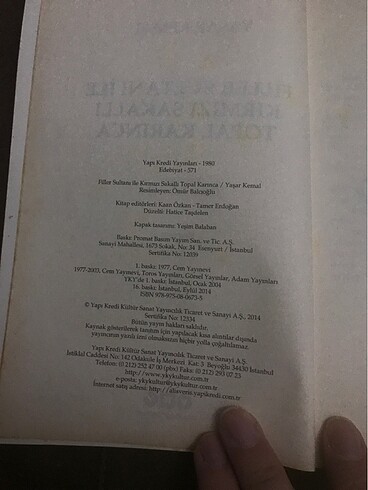 Yapı Kredi Yayınları - 1980
Edebiyat - 571
Filler Sultanı ile Kırmızı Sakallı Topal Karınca / Yaşar Kemal
Resimleyen: Ömür Balcıoğlu
Kitap editörleri: Kaan Özkan - Tamer Erdoğan
Düzelti: Hatice Taşdelen
Kapak tasarımı: Yeşim Balaban
Baskı: Promat Basım Yayım San. ve Tic. A.Ş.
Sanayi Mahallesi, 1673 Sokak, No: 34 Esenyurt / İstanbul
Sertifika No: 12039
1. baskı: 1977, Cem Yayınevi
1977-2003, Cem Yayınevi, Toros Yayınları, Görsel Yayınlar, Adam Yayınları
YKY'de 1. baskı: İstanbul, Ocak 2004
16. baskı: İstanbul, Eylül 2014
ISBN 978-975-08-0673-5
© Yapı Kredi Kültür Sanat Yayıncılık Ticaret ve Sanayi A.Ş., 2014
Sertifika No: 12334
Bütün yayın hakları saklıdır.
Kaynak gösterilerek tanıtım için yapılacak kısa alıntılar dışında
yayıncının yazılı izni olmaksızın hiçbir yolla çoğaltılamaz.
Yapı Kredi Kültür Sanat Yayıncılık Ticaret ve Sanayi A.Ş.
İstiklal Caddesi No: 142 Odakule İş Merkezi Kat: 3 Beyoğlu 34430 İstanbul
Telefon: (0 212) 252 47 00 (pbx) Faks: (0 212) 293 07 23
http://www.ykykultur.com.tr
e-posta: ykykultur@ykykultur.com.tr
İnternet satış adresi: http://alisveris.yapikredi.com.tr